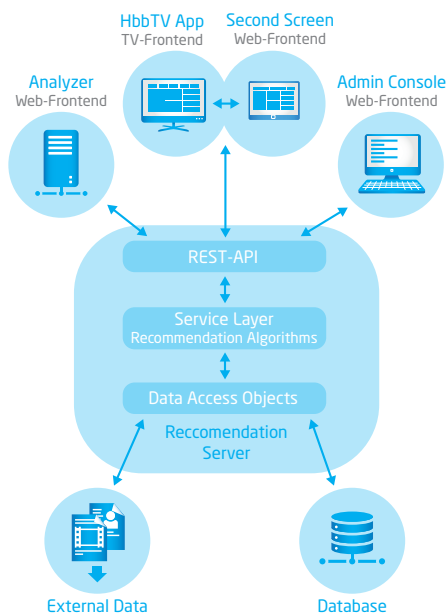 HbbTV App
TV-Frontend
Second Screen
Web-Frontend
Analyzer
Web-Frontend
Admin Console
Web-Frontend
REST-API
Service Layer
Recommendation Algorithms
Data Access Objects
Reccomendation
Server
External Data
Database